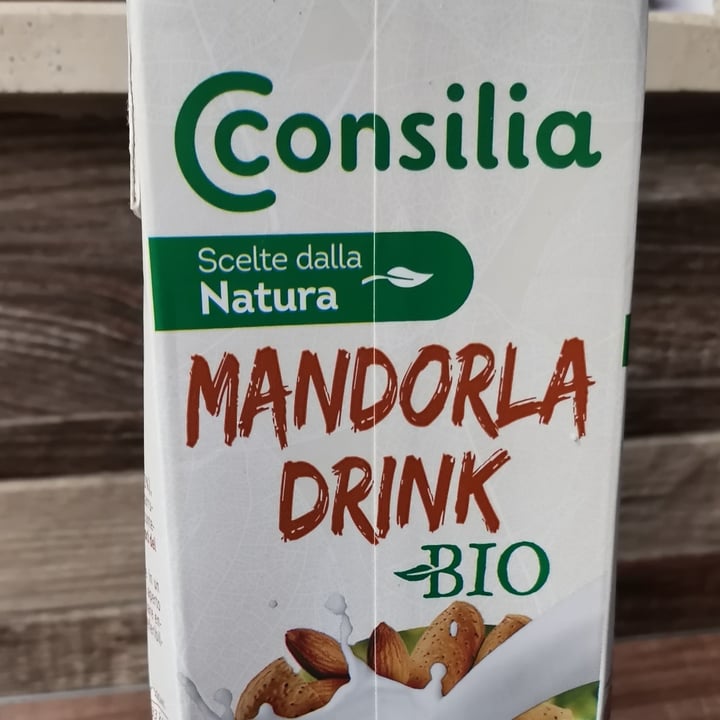 Consilia
Scelte dalla
Natura
MANDORLA
DRINK
BIO